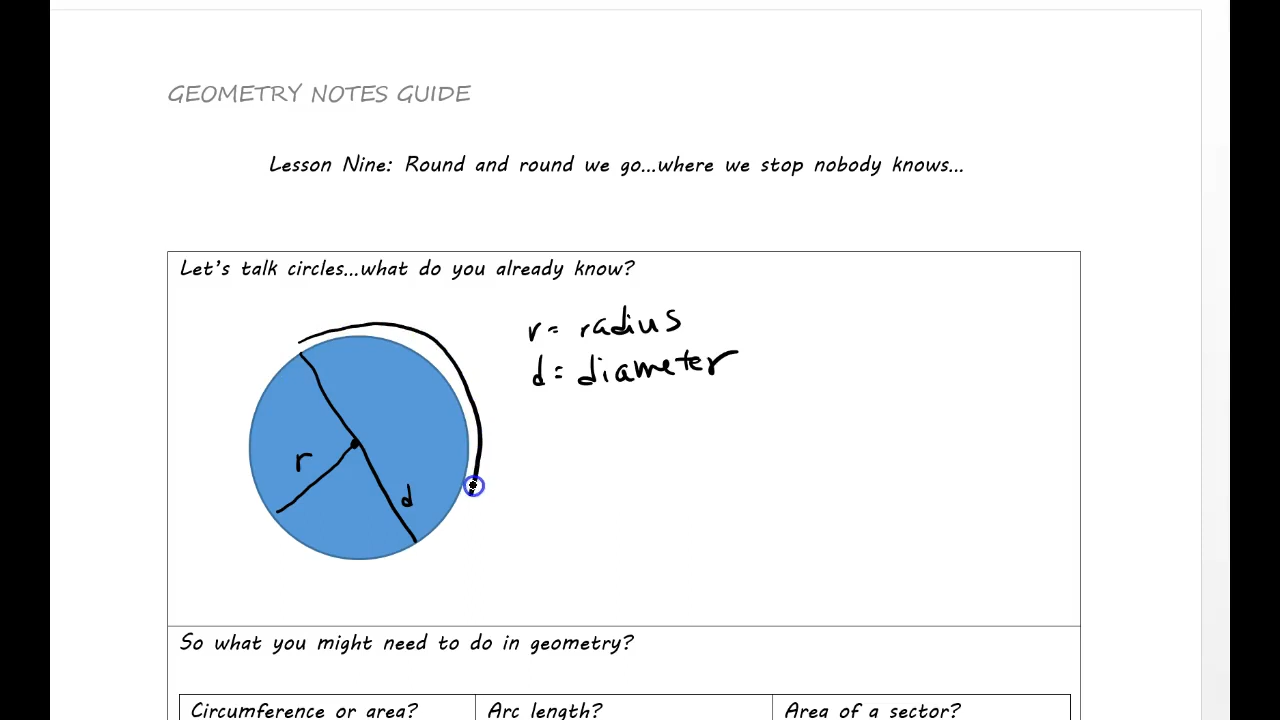 GEOMETRY NOTES GUIDE
Lesson Nine: Round and round we go...where we stop nobody knows...
Let's talk circles...what do you already know?
r= radius
d= diameter
r
d
So what you might need to do in geometry?
Circumference or area?
Arc length?
Area of a sector?